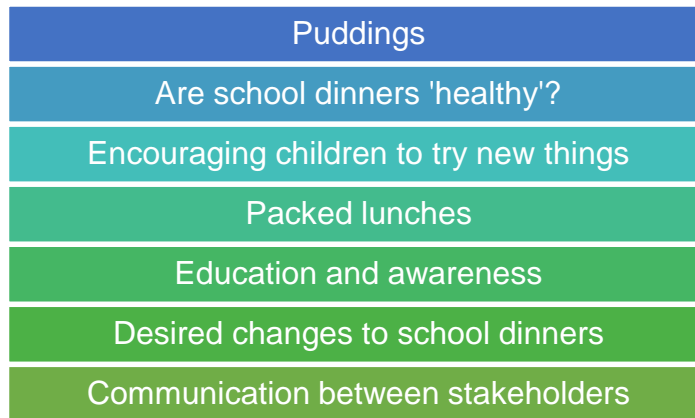 Puddings
Are school dinners 'healthy'?
Encouraging children to try new things
Packed lunches
Education and awareness
Desired changes to school dinners
Communication between stakeholders